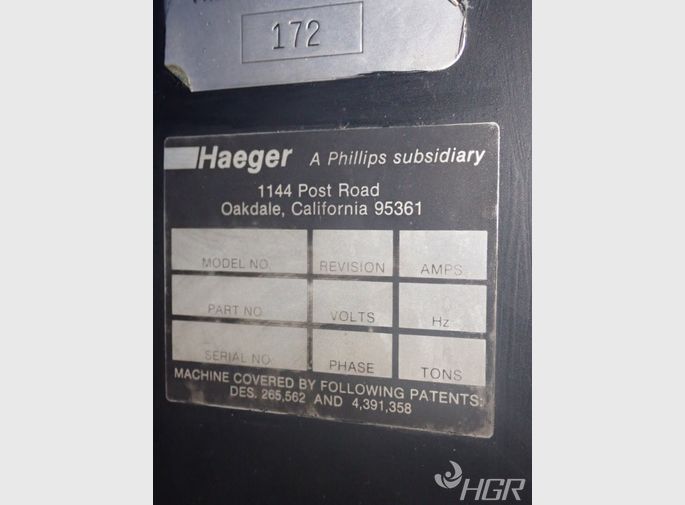 172
Haeger A Phillips subsidiary
1144 Post Road
Oakdale, California 95361
MODEL NO. REVISION AMPS
PART NO VOLTS Hz
SERIAL NO PHASE TONS
MACHINE COVERED BY FOLLOWING PATENTS:
DES. 265,562 AND 4,391,358
HGR